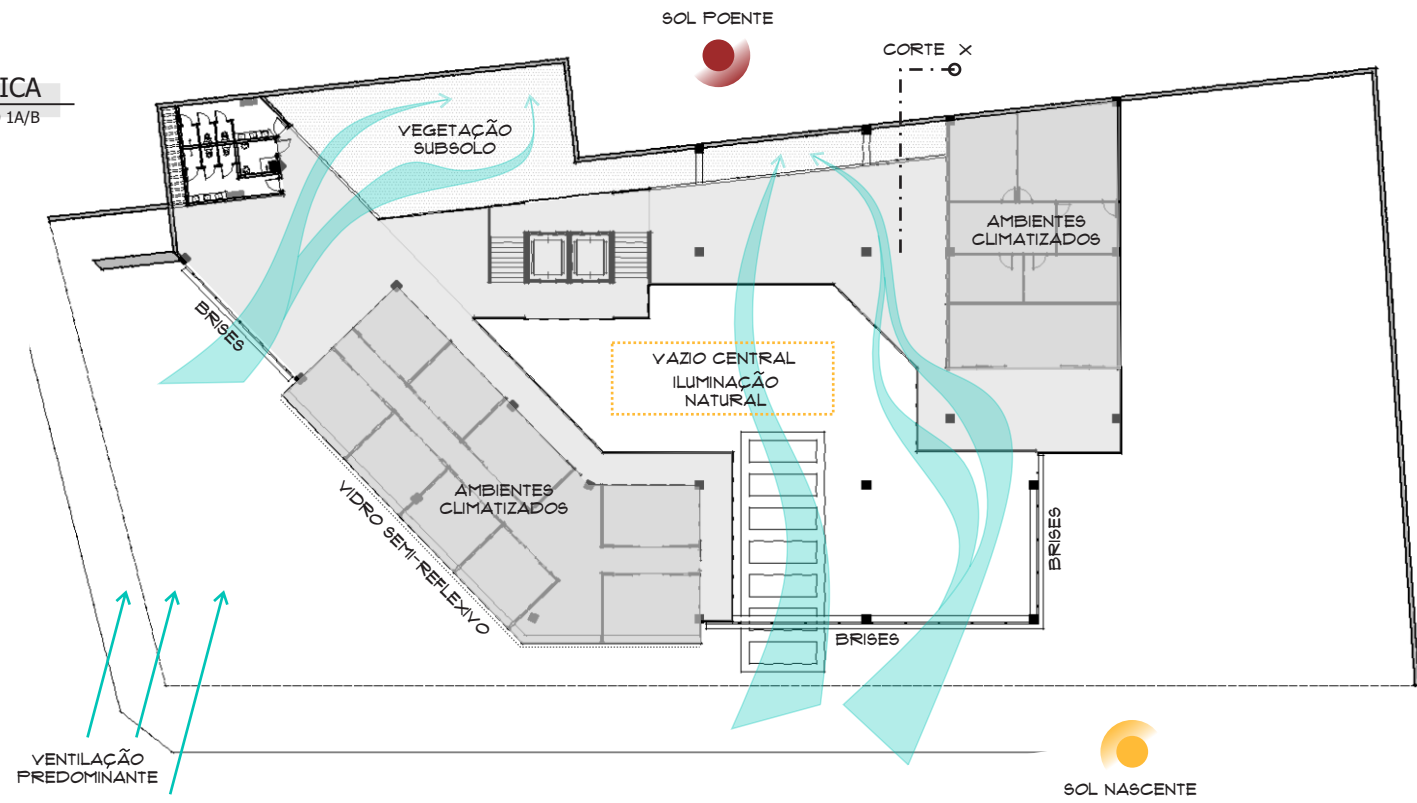 SOL POENTE
CORTE X
ICA
1A/B
VEGETAÇÃO
SUBSOLO
AMBIENTES
CLIMATIZADOS
BRISES
VAZIO CENTRAL
ILUMINAÇÃO
NATURAL
AMBIENTES
CLIMATIZADOS
VIDRO SEMI-REFLEXIVO
BRISES
BRISES
VENTILAÇÃO
PREDOMINANTE
SOL NASCENTE